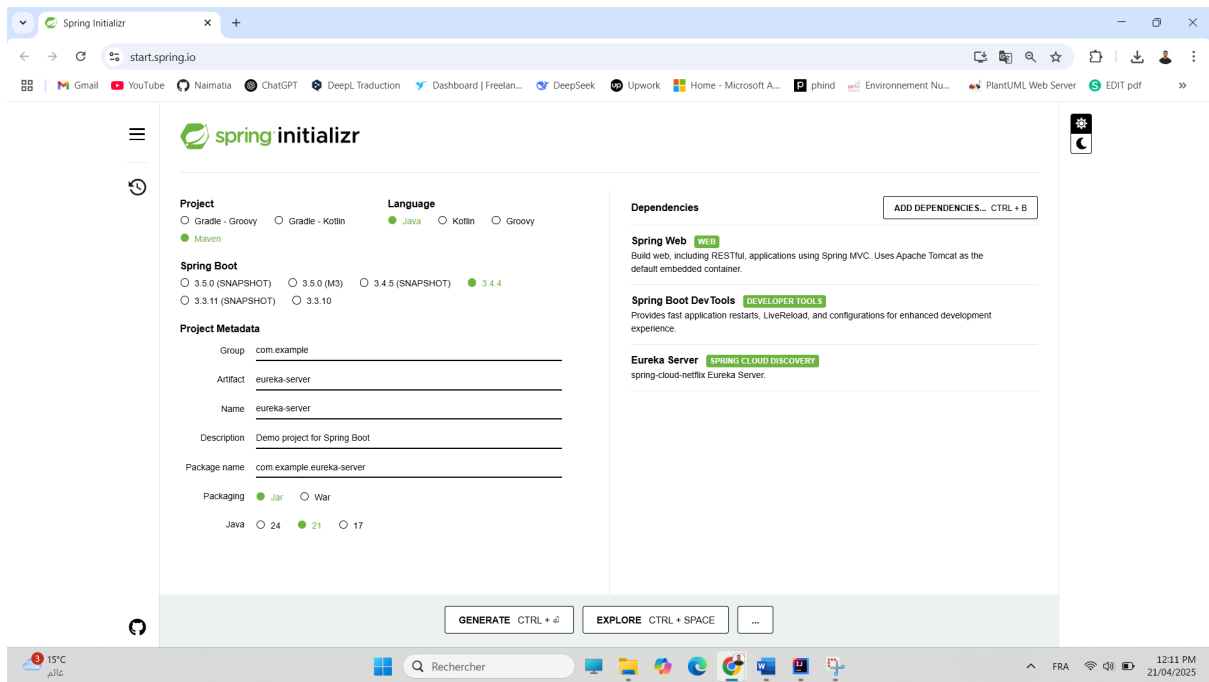 Spring Initializr
start.spring.io
Gmail YouTube Naimatia ChatGPT DeepL Traduction Dashboard | Freelan... DeepSeek Upwork Home - Microsoft A... phind Environnement Nu... PlantUML Web Server EDIT pdf
spring initializr
Project
Gradle - Groovy Gradle - Kotlin
Maven
Language
Java Kotlin Groovy
Spring Boot
3.5.0 (SNAPSHOT) 3.5.0 (M3) 3.4.5 (SNAPSHOT) 3.4.4
3.3.11 (SNAPSHOT) 3.3.10
Project Metadata
Group com.example
Artifact eureka-server
Name eureka-server
Description Demo project for Spring Boot
Package name com.example.eureka-server
Packaging Jar War
Java 24 21 17
Dependencies
ADD DEPENDENCIES... CTRL + B
Spring Web WEB
Build web, including RESTful, applications using Spring MVC. Uses Apache Tomcat as the
default embedded container.
Spring Boot DevTools DEVELOPER TOOLS
Provides fast application restarts, LiveReload, and configurations for enhanced development
experience.
Eureka Server SPRING CLOUD DISCOVERY
spring-cloud-netflix Eureka Server.
GENERATE CTRL + ⏎ EXPLORE CTRL + SPACE ...
3 15°C
عالم
Rechercher
FRA
12:11 PM
21/04/2025